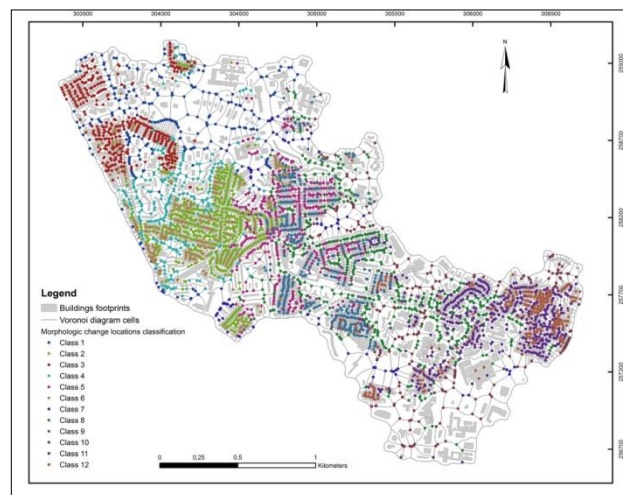 303500 304000 304500 305000 305500 306000 306500
N
259200
258700
258200
257700
257200
256700
Legend
Buildings footprints
Voronoi diagram cells
Morphologic change locations classification
Class 1
Class 2
Class 3
Class 4
Class 5
Class 6
Class 7
Class 8
Class 9
Class 10
Class 11
Class 12
0 0,25 0,5 1
Kilometers